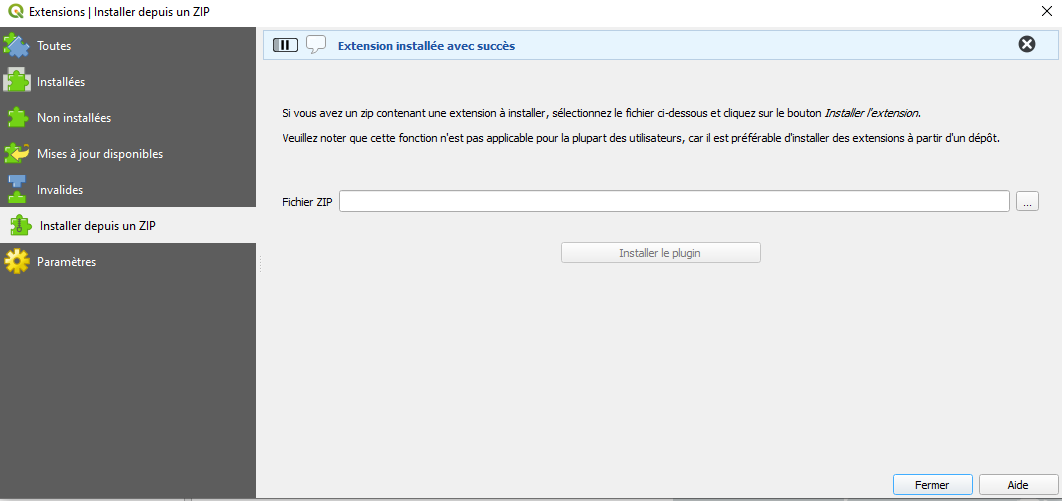 Extensions | Installer depuis un ZIP
Toutes
Installées
Non installées
Mises à jour disponibles
Invalides
Installer depuis un ZIP
Paramètres
Extension installée avec succès
Si vous avez un zip contenant une extension à installer, sélectionnez le fichier ci-dessous et cliquez sur le bouton Installer l'extension.
Veuillez noter que cette fonction n'est pas applicable pour la plupart des utilisateurs, car il est préférable d'installer des extensions à partir d'un dépôt.
Fichier ZIP
...
Installer le plugin
Fermer
Aide